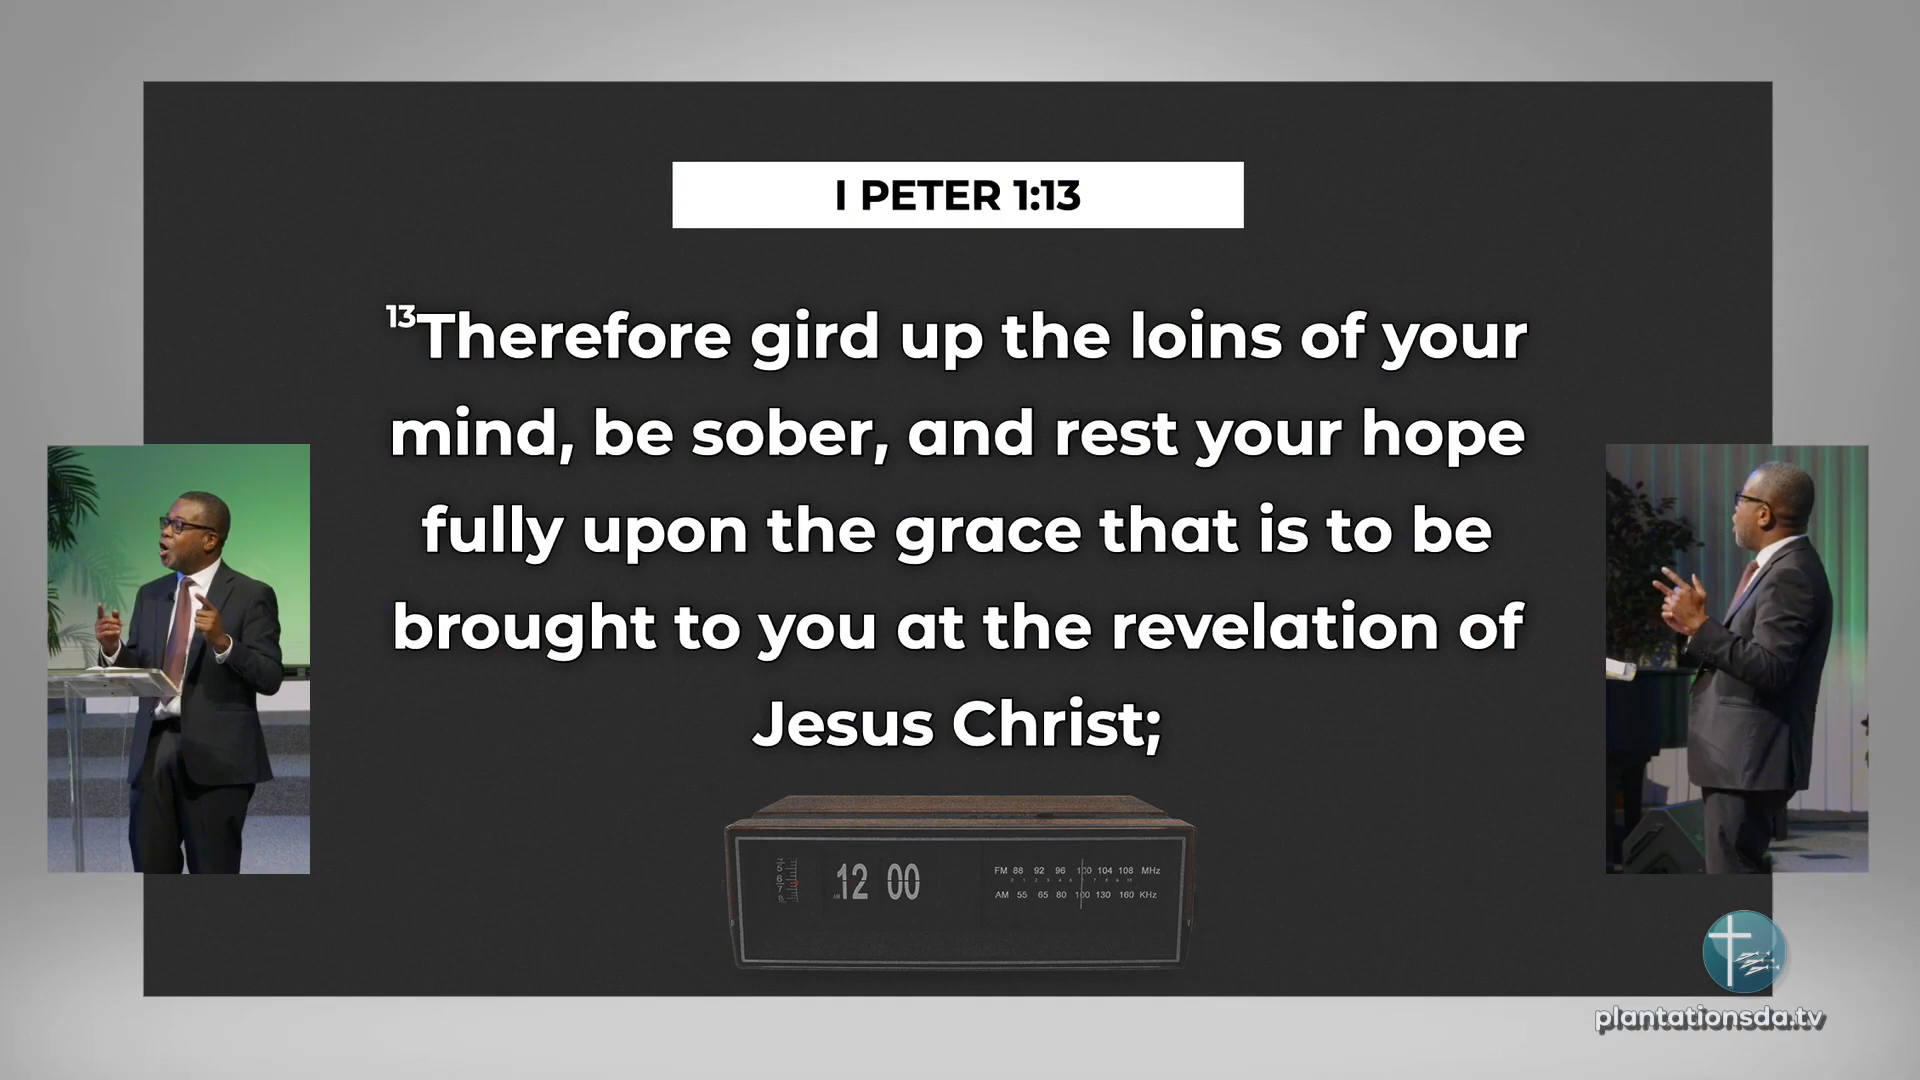 I PETER 1:13
13Therefore gird up the loins of your
mind, be sober, and rest your hope
fully upon the grace that is to be
brought to you at the revelation of
Jesus Christ;
12 00
FM 88 92 96 100 104 108 MHz
AM 55 65 80 100 130 160 KHz
plantationsda.tv